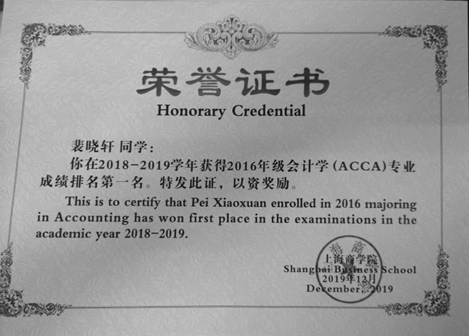 荣誉证书
Honorary Credential
裴晓轩 同学:
你在2018-2019学年获得2016年级会计学(ACCA)专业
成绩排名第一名。特发此证,以资奖励。
This is to certify that Pei Xiaoxuan enrolled in 2016 majoring
in Accounting has won first place in the examinations in the
academic year 2018-2019.
上海商学院
Shanghai Business School
2019年12月
December, 2019